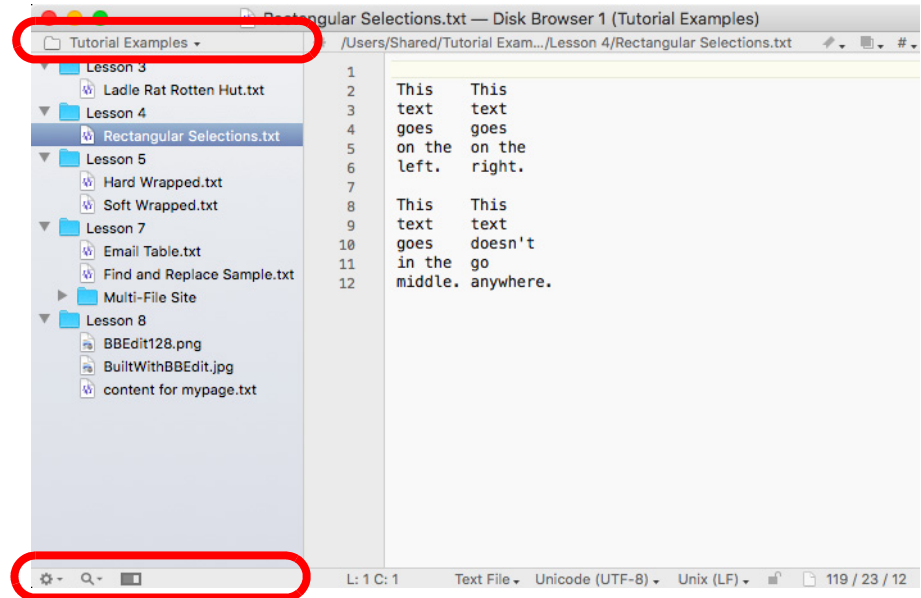 Rectangular Selections.txt — Disk Browser 1 (Tutorial Examples)
Tutorial Examples
/Users/Shared/Tutorial Exam.../Lesson 4/Rectangular Selections.txt
#
Lesson 3
Ladle Rat Rotten Hut.txt
Lesson 4
Rectangular Selections.txt
Lesson 5
Hard Wrapped.txt
Soft Wrapped.txt
Lesson 7
Email Table.txt
Find and Replace Sample.txt
Multi-File Site
Lesson 8
BBEdit128.png
BuiltWithBBEdit.jpg
content for mypage.txt
1
2 This This
3 text text
4 goes goes
5 on the on the
6 left. right.
7
8 This This
9 text text
10 goes doesn't
11 in the go
12 middle. anywhere.
L: 1 C: 1 Text File Unicode (UTF-8) Unix (LF) 119 / 23 / 12